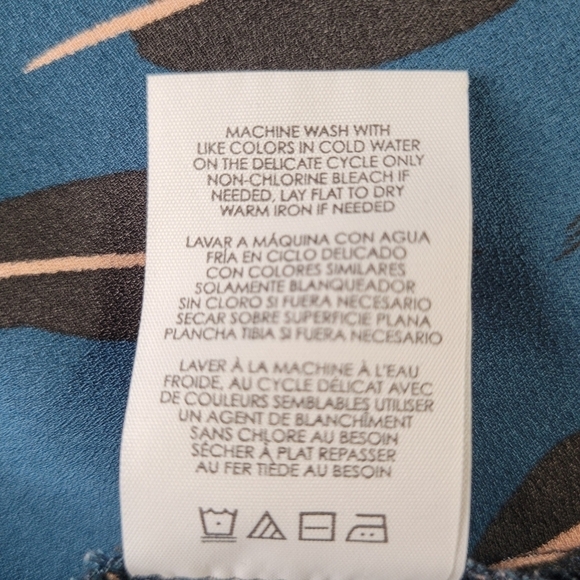 MACHINE WASH WITH
LIKE COLORS IN COLD WATER
ON THE DELICATE CYCLE ONLY
NON-CHLORINE BLEACH IF
NEEDED, LAY FLAT TO DRY
WARM IRON IF NEEDED
LAVAR A MÁQUINA CON AGUA
FRÍA EN CICLO DELICADO
CON COLORES SIMILARES
SOLAMENTE BLANQUEADOR
SIN CLORO SI FUERA NECESARIO
SECAR SOBRE SUPERFICIE PLANA
PLANCHA TIBIA SI FUERA NECESARIO
LAVER À LA MACHINE À L'EAU
FROIDE, AU CYCLE DÉLICAT AVEC
DE COULEURS SEMBLABLES UTILISER
UN AGENT DE BLANCHÎMENT
SANS CHLORE AU BESOIN
SÉCHER À PLAT REPASSER
AU FER TIÈDE AU BESOIN